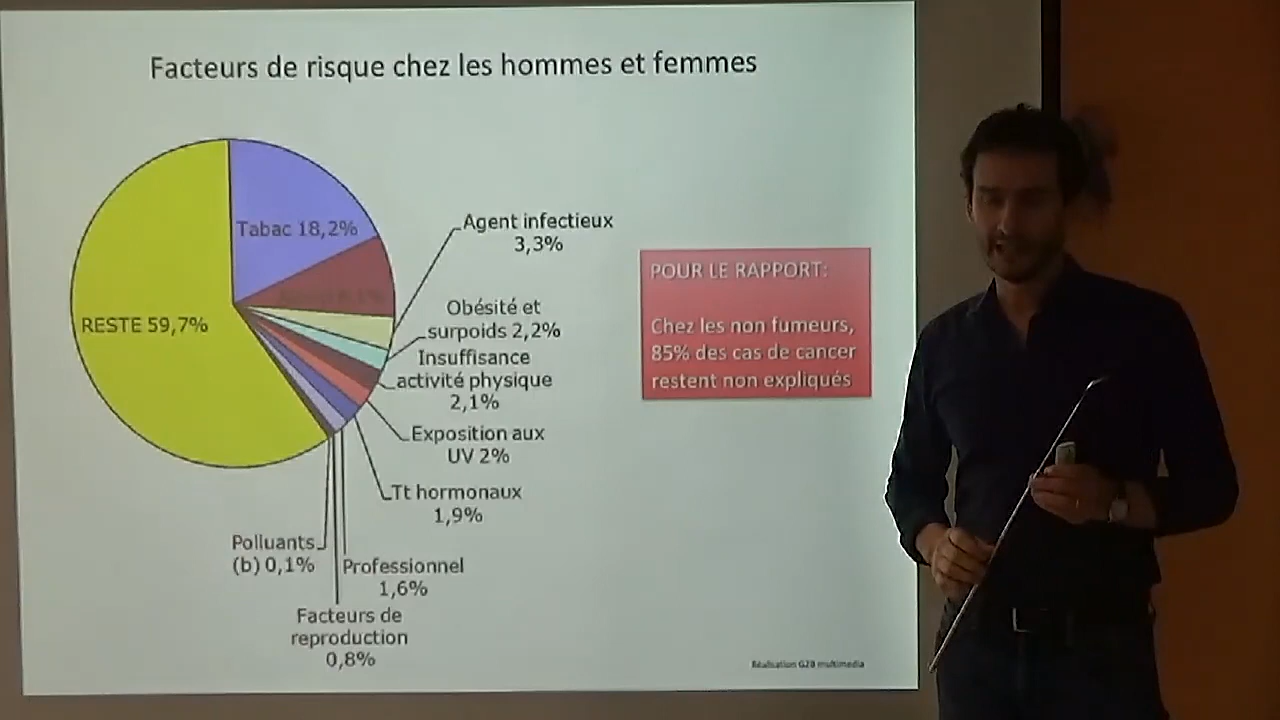 Facteurs de risque chez les hommes et femmes
Tabac 18,2%
RESTE 59,7%
Agent infectieux
3,3%
Obésité et
surpoids 2,2%
Insuffisance
activité physique
2,1%
Exposition aux
UV 2%
Tt hormonaux
1,9%
Polluants
(b) 0,1%
Professionnel
1,6%
Facteurs de
reproduction
0,8%
POUR LE RAPPORT:
Chez les non fumeurs,
85% des cas de cancer
restent non expliqués
Réalisation G2B multimedia